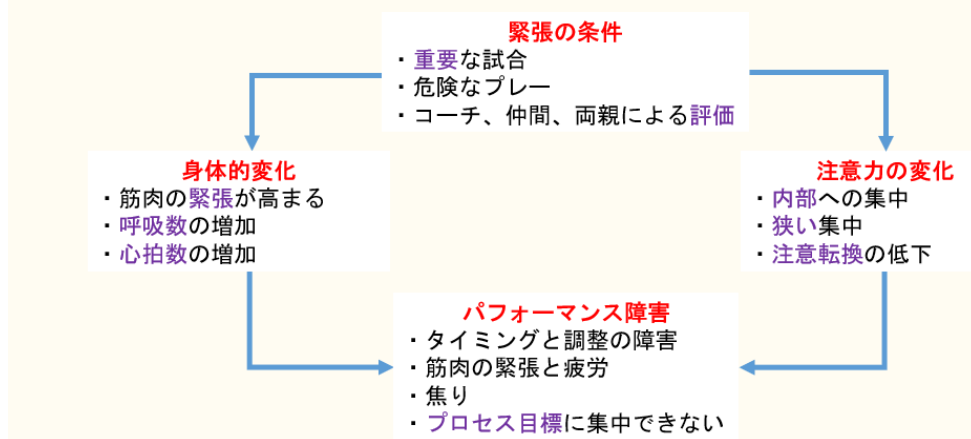 緊張の条件
・重要な試合
・危険なプレー
・コーチ、仲間、両親による評価
身体的変化
・筋肉の緊張が高まる
・呼吸数の増加
・心拍数の増加
注意力の変化
・内部への集中
・狭い集中
・注意転換の低下
パフォーマンス障害
・タイミングと調整の障害
・筋肉の緊張と疲労
・焦り
・プロセス目標に集中できない